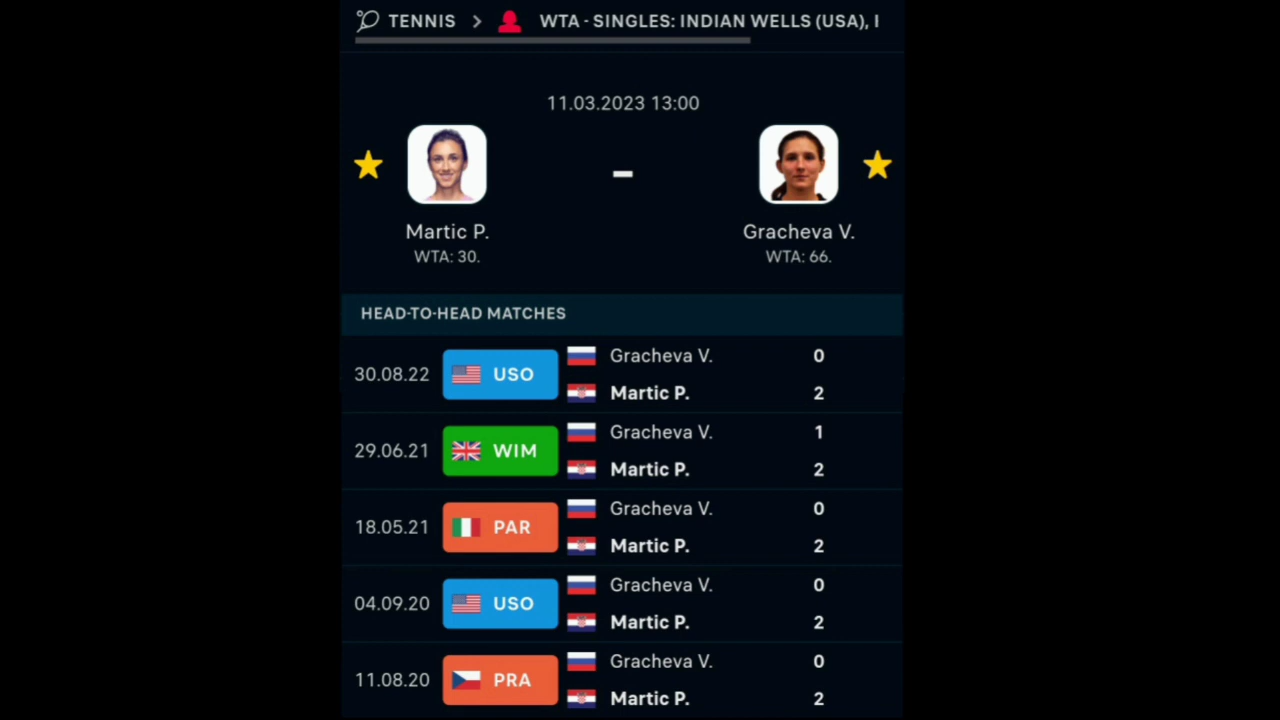 TENNIS > WTA - SINGLES: INDIAN WELLS (USA),
11.03.2023 13:00
–
Martic P. Gracheva V.
WTA: 30. WTA: 66.
HEAD-TO-HEAD MATCHES
30.08.22 USO Gracheva V. 0
Martic P. 2
29.06.21 WIM Gracheva V. 1
Martic P. 2
18.05.21 PAR Gracheva V. 0
Martic P. 2
04.09.20 USO Gracheva V. 0
Martic P. 2
11.08.20 PRA Gracheva V. 0
Martic P. 2